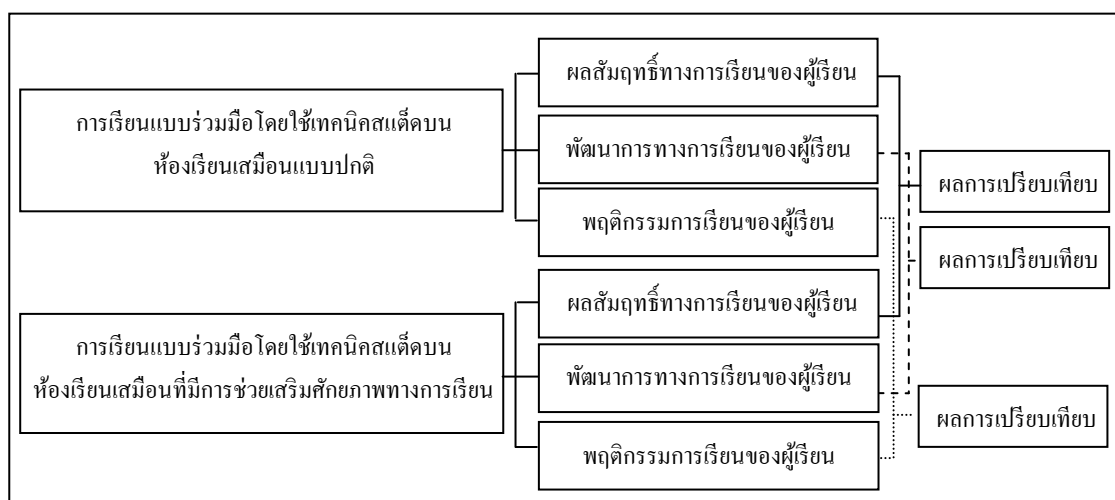 ผลสัมฤทธิ์ทางการเรียนของผู้เรียน
การเรียนแบบร่วมมือโดยใช้เทคนิคสแต็ดบน
ห้องเรียนเสมือนแบบปกติ
พัฒนาการทางการเรียนของผู้เรียน
พฤติกรรมการเรียนของผู้เรียน
ผลการเปรียบเทียบ
ผลการเปรียบเทียบ
ผลสัมฤทธิ์ทางการเรียนของผู้เรียน
การเรียนแบบร่วมมือโดยใช้เทคนิคสแต็ดบน
ห้องเรียนเสมือนที่มีการช่วยเสริมศักยภาพทางการเรียน
พัฒนาการทางการเรียนของผู้เรียน
พฤติกรรมการเรียนของผู้เรียน
ผลการเปรียบเทียบ